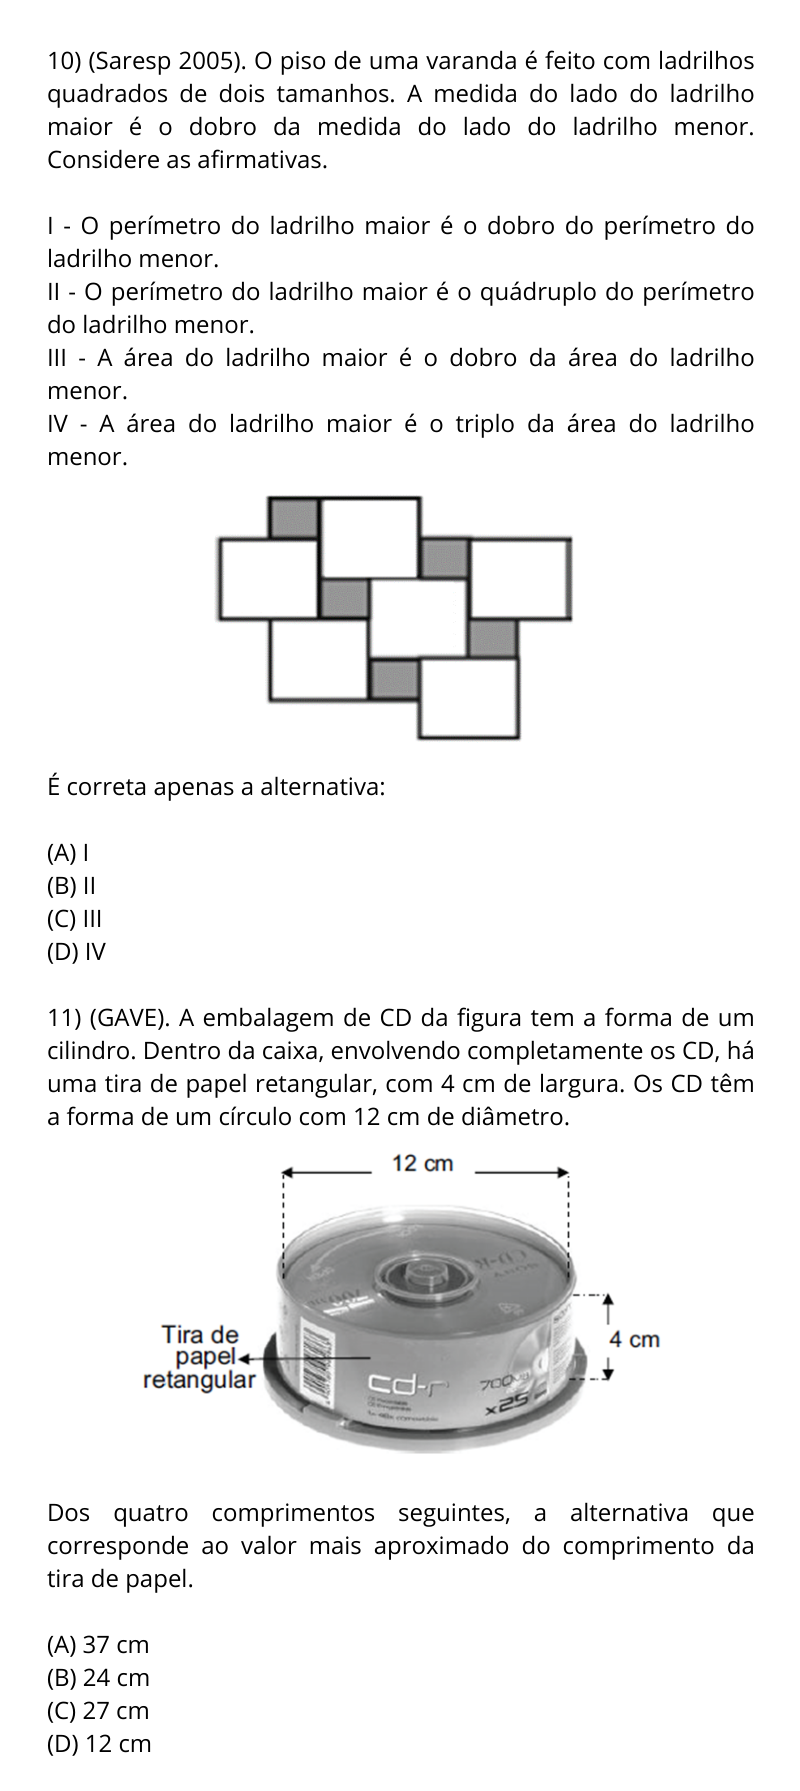 10) (Saresp 2005). O piso de uma varanda é feito com ladrilhos
quadrados de dois tamanhos. A medida do lado do ladrilho
maior é o dobro da medida do lado do ladrilho menor.
Considere as afirmativas.
I - O perímetro do ladrilho maior é o dobro do perímetro do
ladrilho menor.
II - O perímetro do ladrilho maior é o quádruplo do perímetro
do ladrilho menor.
III - A área do ladrilho maior é o dobro da área do ladrilho
menor.
IV - A área do ladrilho maior é o triplo da área do ladrilho
menor.
É correta apenas a alternativa:
(A) I
(B) II
(C) III
(D) IV
11) (GAVE). A embalagem de CD da figura tem a forma de um
cilindro. Dentro da caixa, envolvendo completamente os CD, há
uma tira de papel retangular, com 4 cm de largura. Os CD têm
a forma de um círculo com 12 cm de diâmetro.
12 cm
CD-R
Tira de
papel
retangular
4 cm
cd-r
700
x25
Dos quatro comprimentos seguintes, a alternativa que
corresponde ao valor mais aproximado do comprimento da
tira de papel.
(A) 37 cm
(B) 24 cm
(C) 27 cm
(D) 12 cm